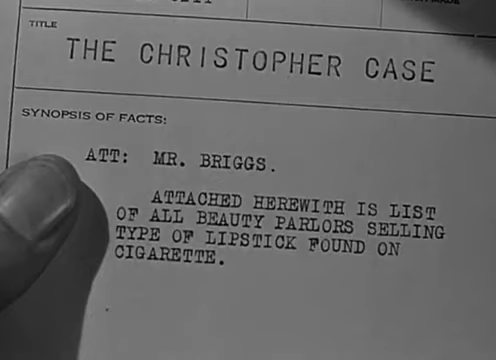 TITLE
THE CHRISTOPHER CASE
SYNOPSIS OF FACTS:
ATT: MR. BRIGGS.
ATTACHED HEREWITH IS LIST
OF ALL BEAUTY PARLORS SELLING
TYPE OF LIPSTICK FOUND ON
CIGARETTE.